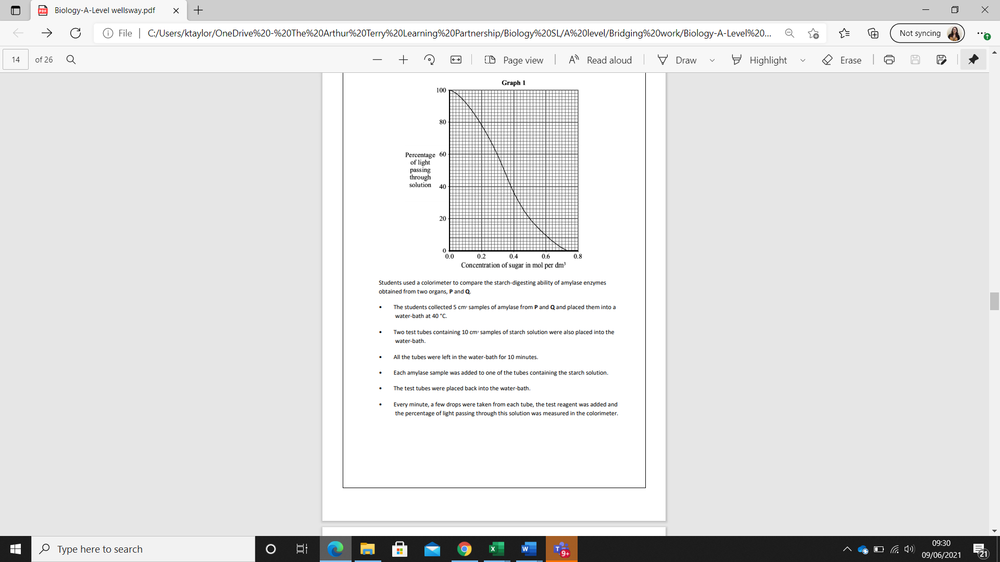 Biology-A-Level wellsway.pdf
File
C:/Users/ktaylor/OneDrive%20-%20The%20Arthur%20Terry%20Learning%20Partnership/Biology%20SL/A%20level/Bridging%20work/Biology-A-Level%20...
Not syncing
14 of 26
Page view
Read aloud
Draw
Highlight
Erase
Graph 1
100
80
60
40
20
0
Percentage
of light
passing
through
solution
0.0 0.2 0.4 0.6 0.8
Concentration of sugar in mol per dm³
Students used a colorimeter to compare the starch-digesting ability of amylase enzymes
obtained from two organs, P and Q.
• The students collected 5 cm³ samples of amylase from P and Q and placed them into a
water-bath at 40 °C.
• Two test tubes containing 10 cm³ samples of starch solution were also placed into the
water-bath.
• All the tubes were left in the water-bath for 10 minutes.
• Each amylase sample was added to one of the tubes containing the starch solution.
• The test tubes were placed back into the water-bath.
• Every minute, a few drops were taken from each tube, the test reagent was added and
the percentage of light passing through this solution was measured in the colorimeter.
Type here to search
9+
09:30
09/06/2021
21